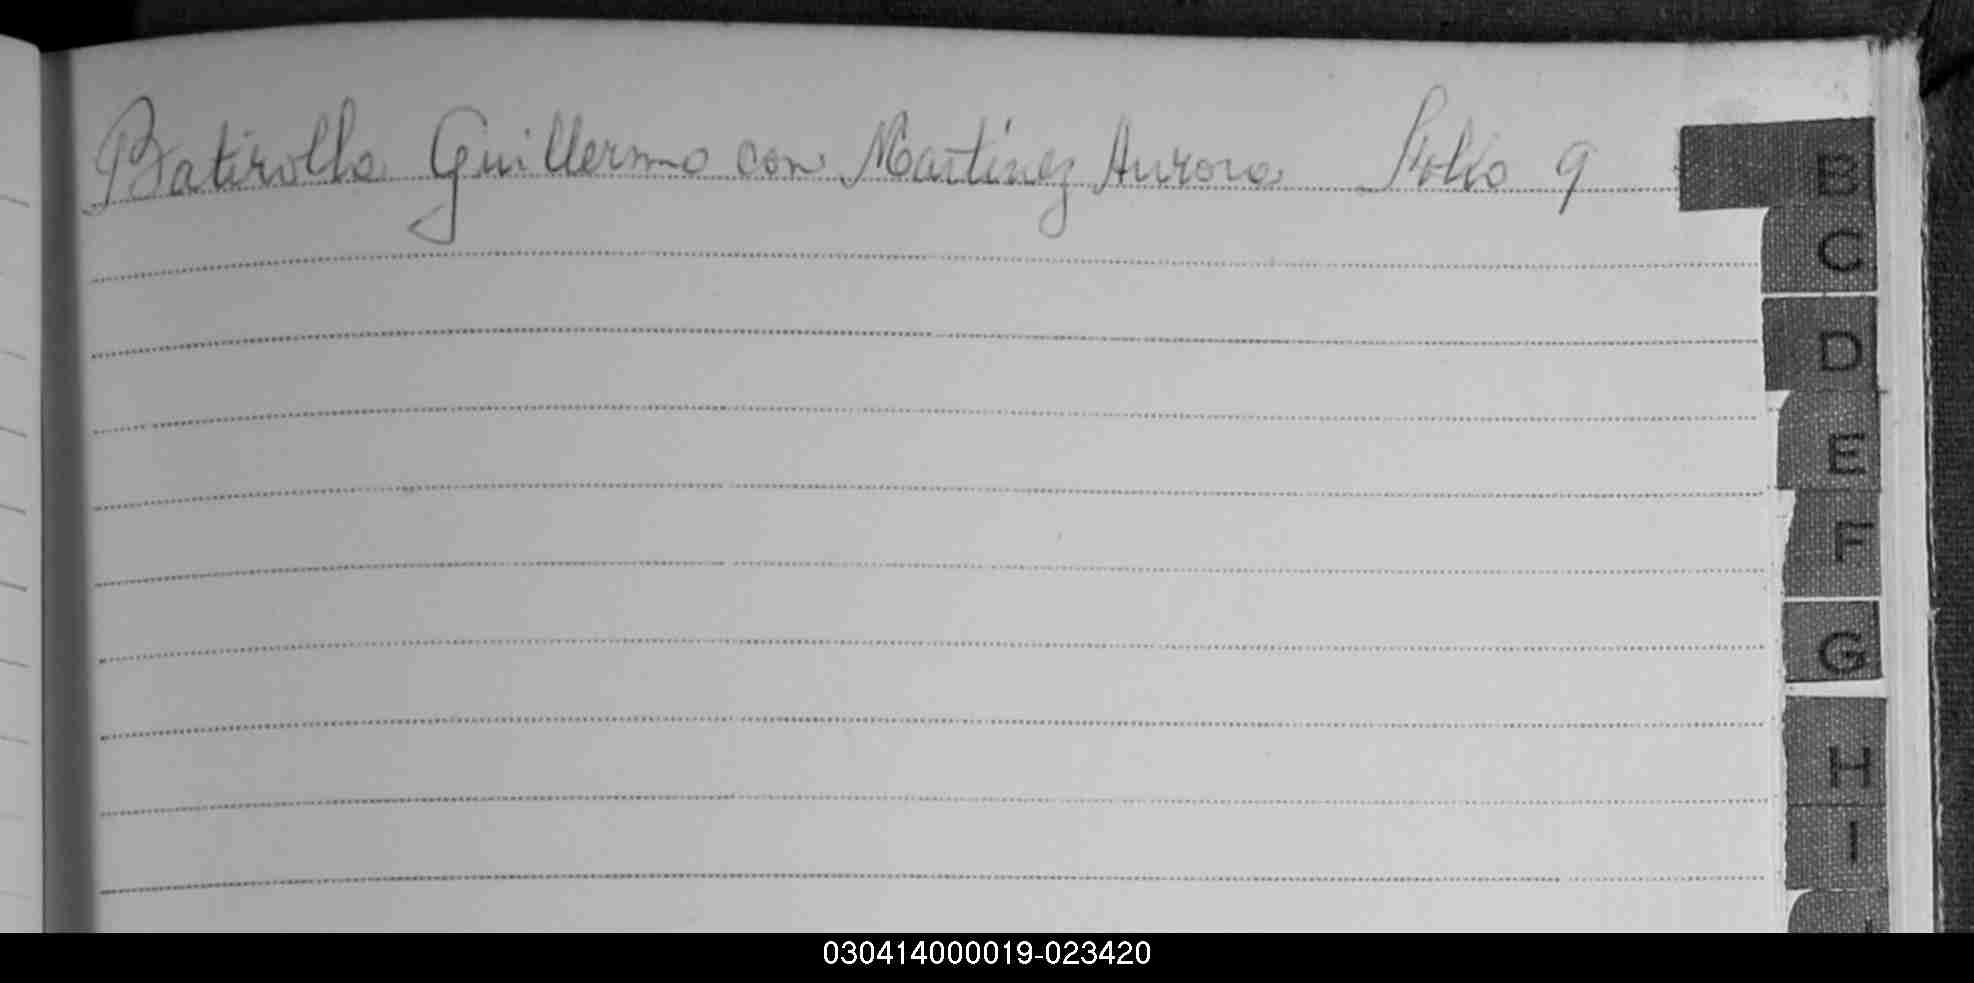 Batirolla Guillermo con Martinez Aurora Folio 9
B
C
D
E
F
G
H
I
030414000019-023420